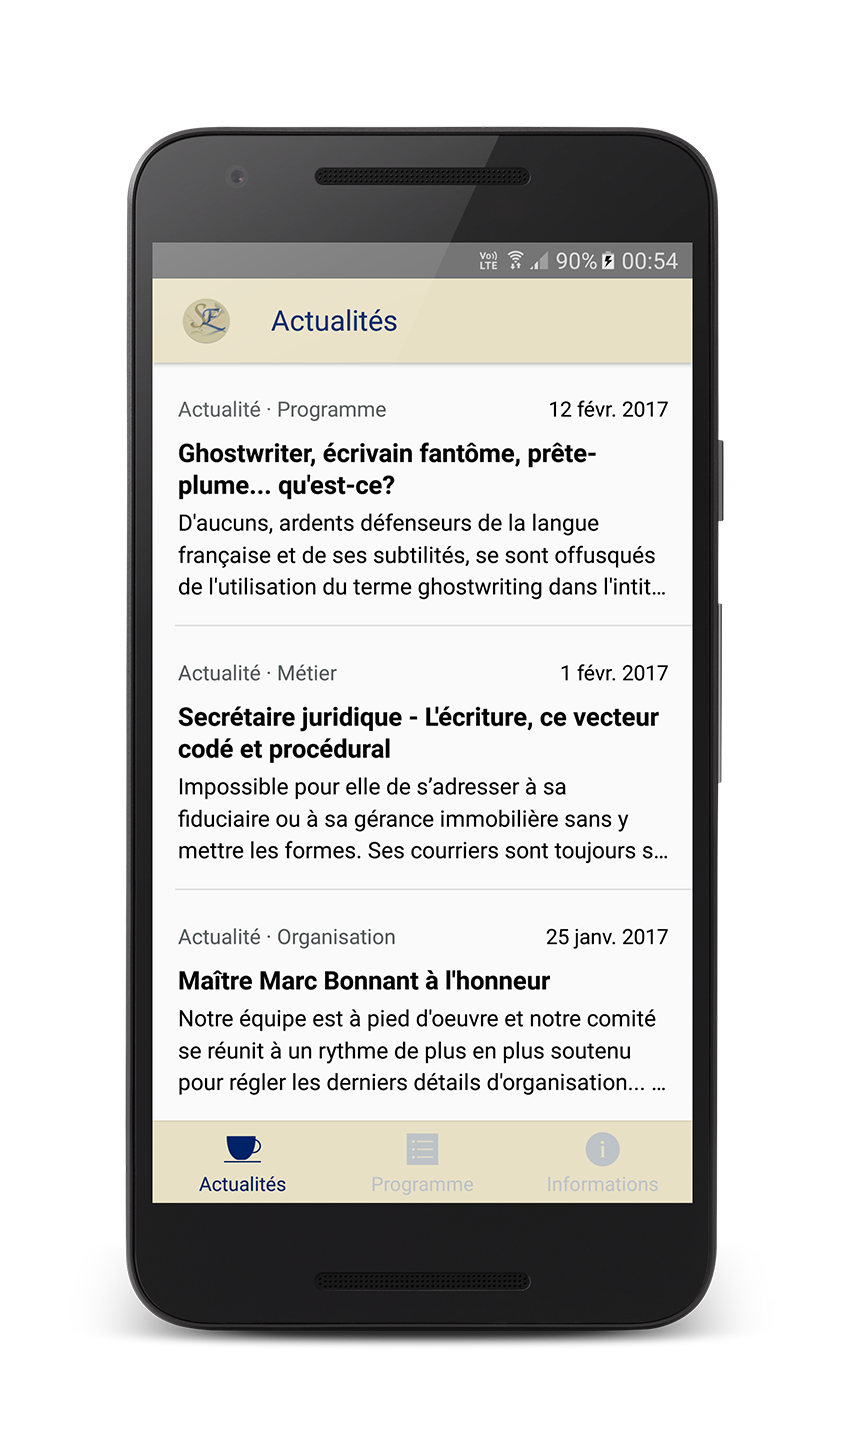 Vo)) LTE 90% 00:54
SE Actualités
Actualité · Programme 12 févr. 2017
Ghostwriter, écrivain fantôme, prête-
plume... qu'est-ce?
D'aucuns, ardents défenseurs de la langue
française et de ses subtilités, se sont offusqués
de l'utilisation du terme ghostwriting dans l'intit...
Actualité · Métier 1 févr. 2017
Secrétaire juridique - L'écriture, ce vecteur
codé et procédural
Impossible pour elle de s’adresser à sa
fiduciaire ou à sa gérance immobilière sans y
mettre les formes. Ses courriers sont toujours s...
Actualité · Organisation 25 janv. 2017
Maître Marc Bonnant à l'honneur
Notre équipe est à pied d'oeuvre et notre comité
se réunit à un rythme de plus en plus soutenu
pour régler les derniers détails d'organisation... ...
Actualités Programme Informations